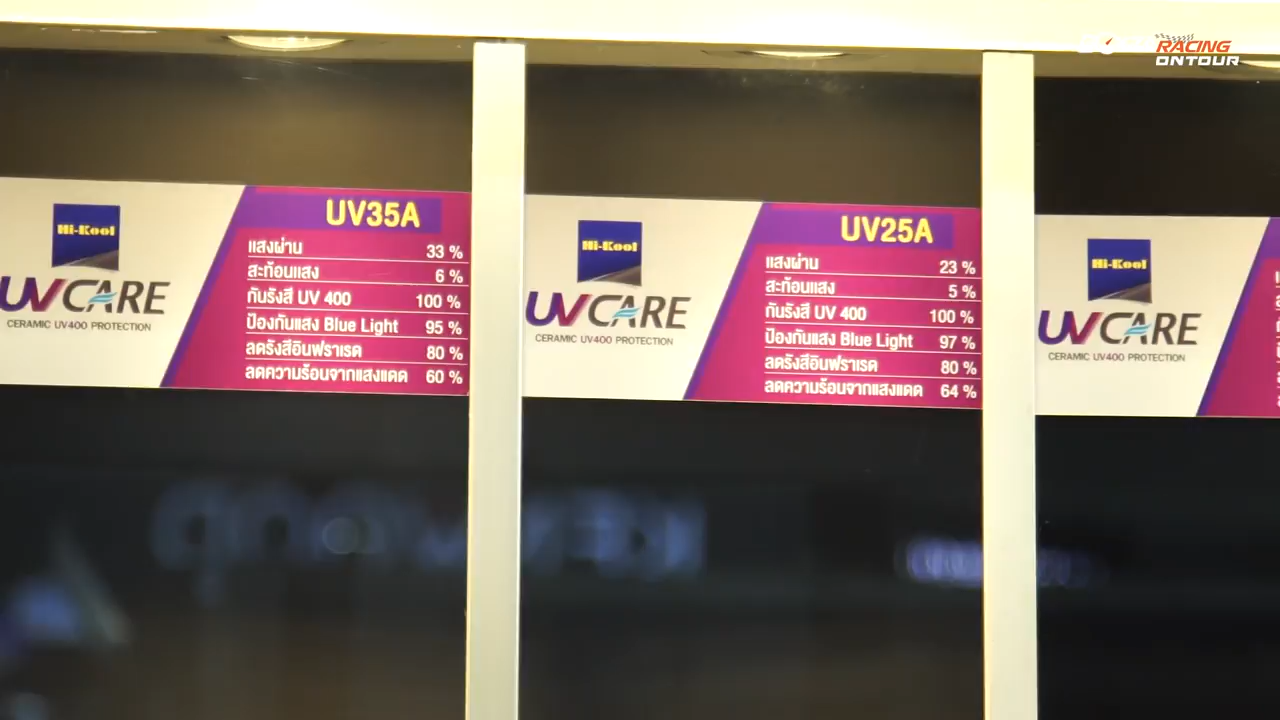 RACING
ONTOUR
Hi-Kool
UVCARE
CERAMIC UV400 PROTECTION
UV35A
แสงผ่าน 33 %
สะท้อนแสง 6 %
กันรังสี UV 400 100 %
ป้องกันแสง Blue Light 95 %
ลดรังสีอินฟราเรด 80 %
ลดความร้อนจากแสงแดด 60 %
Hi-Kool
UVCARE
CERAMIC UV400 PROTECTION
UV25A
แสงผ่าน 23 %
สะท้อนแสง 5 %
กันรังสี UV 400 100 %
ป้องกันแสง Blue Light 97 %
ลดรังสีอินฟราเรด 80 %
ลดความร้อนจากแสงแดด 64 %
Hi-Kool
UVCARE
CERAMIC UV400 PROTECTION